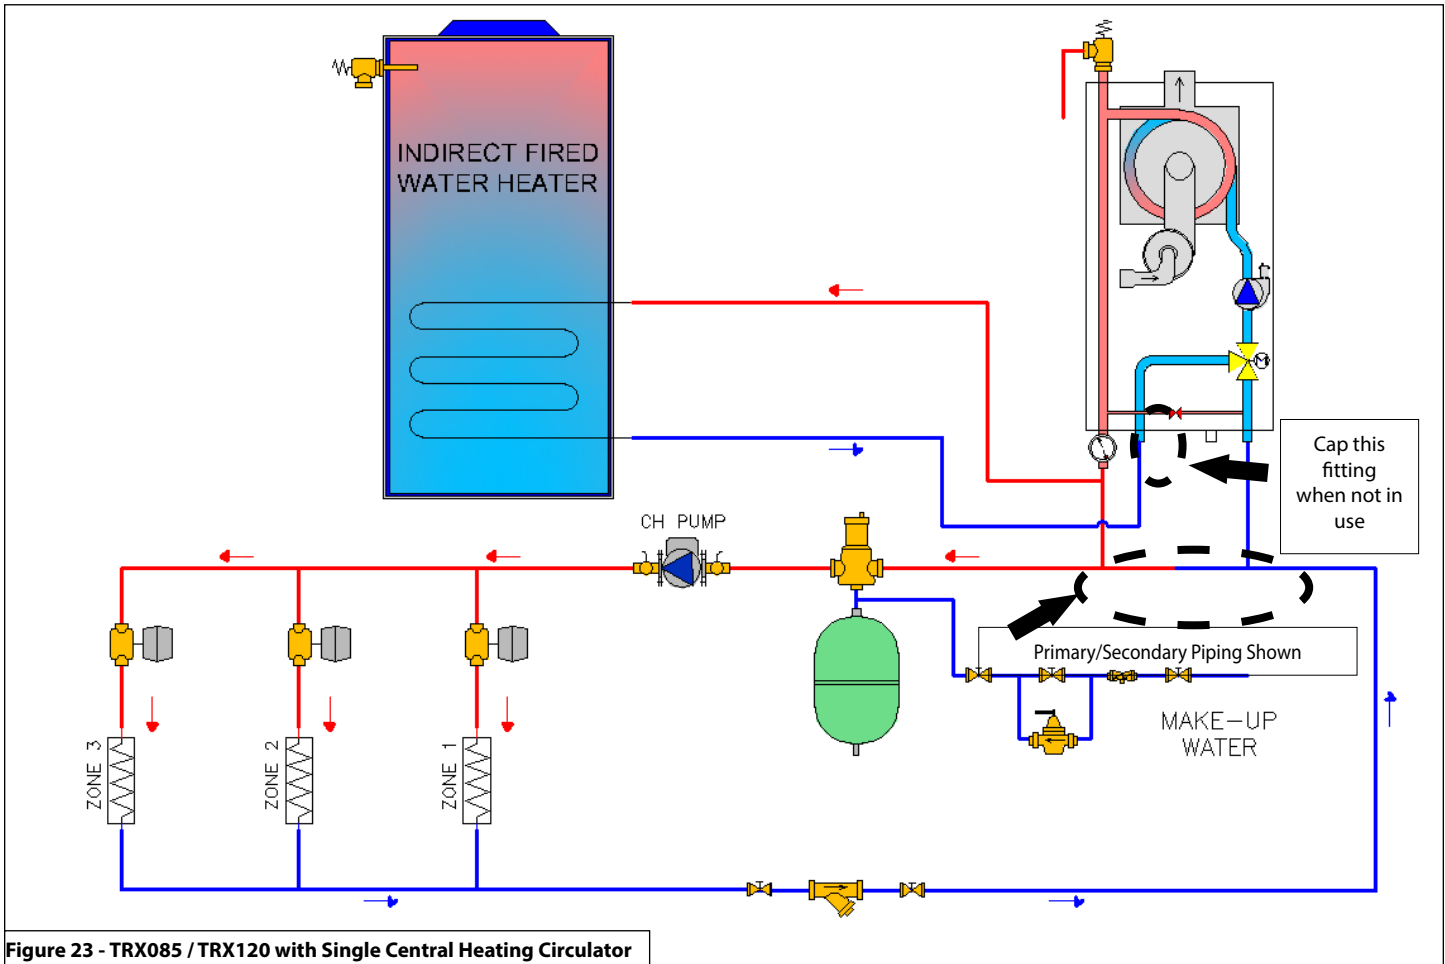 INDIRECT FIRED
WATER HEATER
M
Cap this
fitting
when not in
use
CH PUMP
Primary/Secondary Piping Shown
MAKE-UP
WATER
ZONE 3
ZONE 2
ZONE 1
Figure 23 - TRX085 / TRX120 with Single Central Heating Circulator